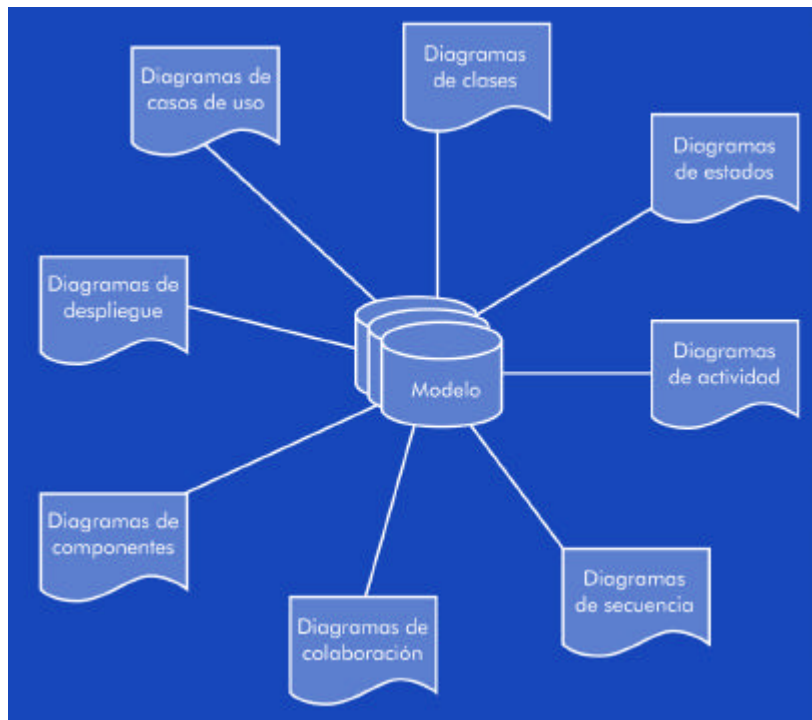 Diagramas de
casos de uso
Diagramas
de clases
Diagramas
de estados
Diagramas de
despliegue
Diagramas
de actividad
Modelo
Diagramas de
componentes
Diagramas
de secuencia
Diagramas de
colaboración